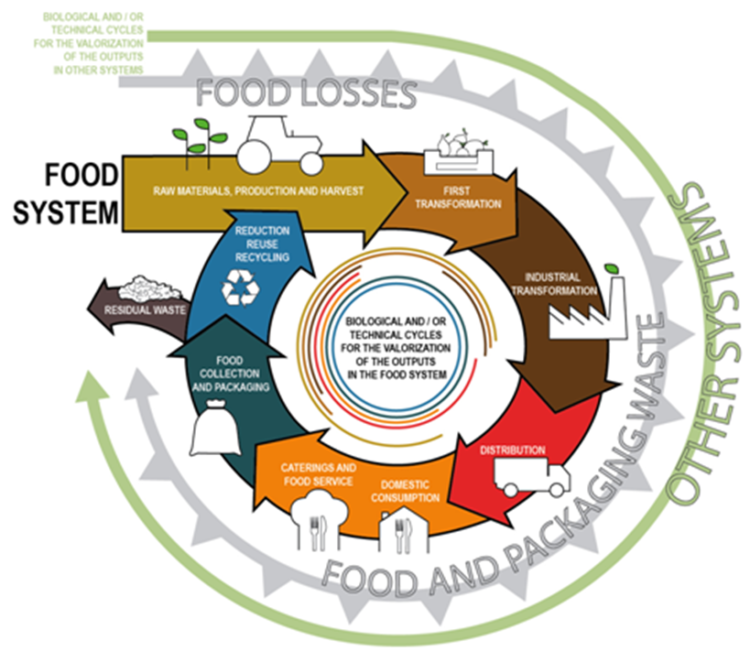 BIOLOGICAL AND / OR
TECHNICAL CYCLES
FOR THE VALORIZATION
OF THE OUTPUTS
IN OTHER SYSTEMS
FOOD LOSSES
FOOD
SYSTEM
RAW MATERIALS, PRODUCTION AND HARVEST
FIRST
TRANSFORMATION
REDUCTION
REUSE
RECYCLING
INDUSTRIAL
TRANSFORMATION
RESIDUAL WASTE
BIOLOGICAL AND / OR
TECHNICAL CYCLES
FOR THE VALORIZATION
OF THE OUTPUTS
IN THE FOOD SYSTEM
FOOD
COLLECTION
AND PACKAGING
DISTRIBUTION
CATERINGS AND
FOOD SERVICE
DOMESTIC
CONSUMPTION
FOOD AND PACKAGING WASTE
OTHER SYSTEMS